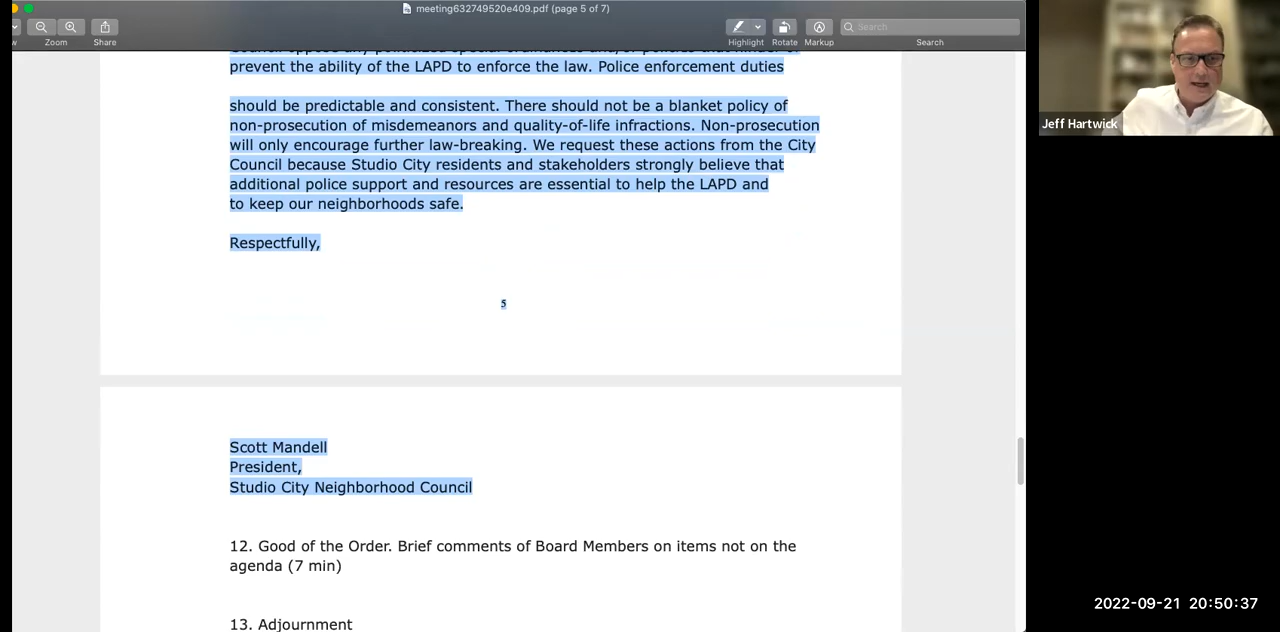 meeting632749520e409.pdf (page 5 of 7)
w Zoom Share Highlight Rotate Markup Search
Search
prevent the ability of the LAPD to enforce the law. Police enforcement duties
should be predictable and consistent. There should not be a blanket policy of
non-prosecution of misdemeanors and quality-of-life infractions. Non-prosecution
will only encourage further law-breaking. We request these actions from the City
Council because Studio City residents and stakeholders strongly believe that
additional police support and resources are essential to help the LAPD and
to keep our neighborhoods safe.
Respectfully,
5
Scott Mandell
President,
Studio City Neighborhood Council
12. Good of the Order. Brief comments of Board Members on items not on the
agenda (7 min)
13. Adjournment
Jeff Hartwick
2022-09-21 20:50:37